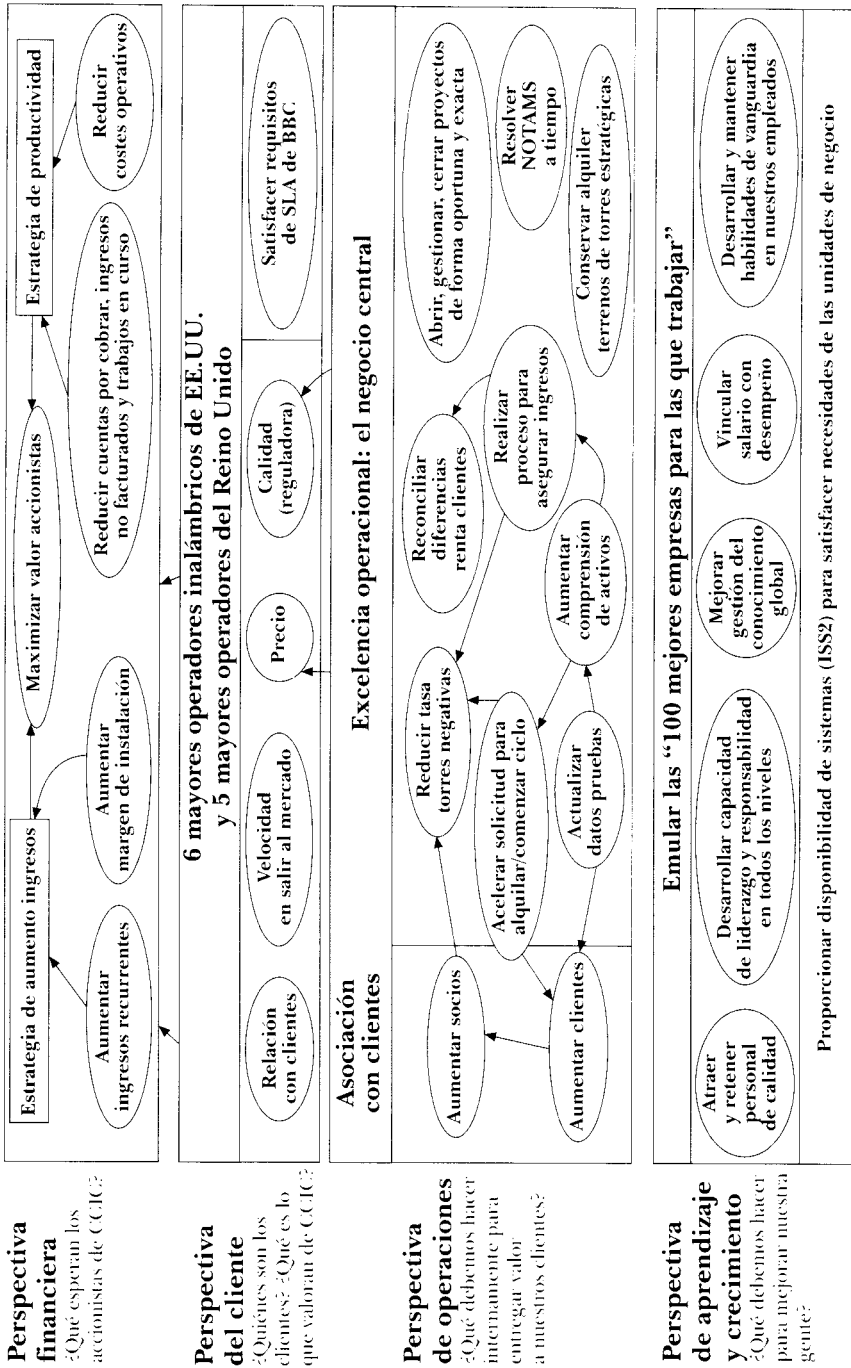 Perspectiva
financiera
¿Qué esperan los
accionistas de CCIC?
Estrategia de aumento ingresos
Maximizar valor accionistas
Estrategia de productividad
Aumentar
ingresos recurrentes
Aumentar
margen de instalación
Reducir cuentas por cobrar, ingresos
no facturados y trabajos en curso
Reducir
costes operativos
Perspectiva
del cliente
¿Quiénes son los
clientes? ¿Qué es lo
que valoran de CCIC?
6 mayores operadores inalámbricos de EE.UU.
y 5 mayores operadores del Reino Unido
Relación
con clientes
Velocidad
en salir al mercado
Precio
Calidad
(reguladora)
Satisfacer requisitos
de SLA de BBC
Perspectiva
de operaciones
¿Qué debemos hacer
internamente para
entregar valor
a nuestros clientes?
Asociación
con clientes
Excelencia operacional: el negocio central
Aumentar socios
Aumentar clientes
Reducir tasa
torres negativas
Acelerar solicitud para
alquilar/comenzar ciclo
Actualizar
datos pruebas
Reconciliar
diferencias
renta clientes
Aumentar
comprensión
de activos
Realizar
proceso para
asegurar ingresos
Abrir, gestionar, cerrar proyectos
de forma oportuna y exacta
Resolver
NOTAMS
a tiempo
Conservar alquiler
terrenos de torres estratégicas
Perspectiva
de aprendizaje
y crecimiento
¿Qué debemos hacer
para mejorar nuestra
gente?
Emular las “100 mejores empresas para las que trabajar”
Atraer
y retener
personal
de calidad
Desarrollar capacidad
de liderazgo y responsabilidad
en todos los niveles
Mejorar
gestión del
conocimiento
global
Vincular
salario con
desempeño
Desarrollar y mantener
habilidades de vanguardia
en nuestros empleados
Proporcionar disponibilidad de sistemas (ISS2) para satisfacer necesidades de las unidades de negocio